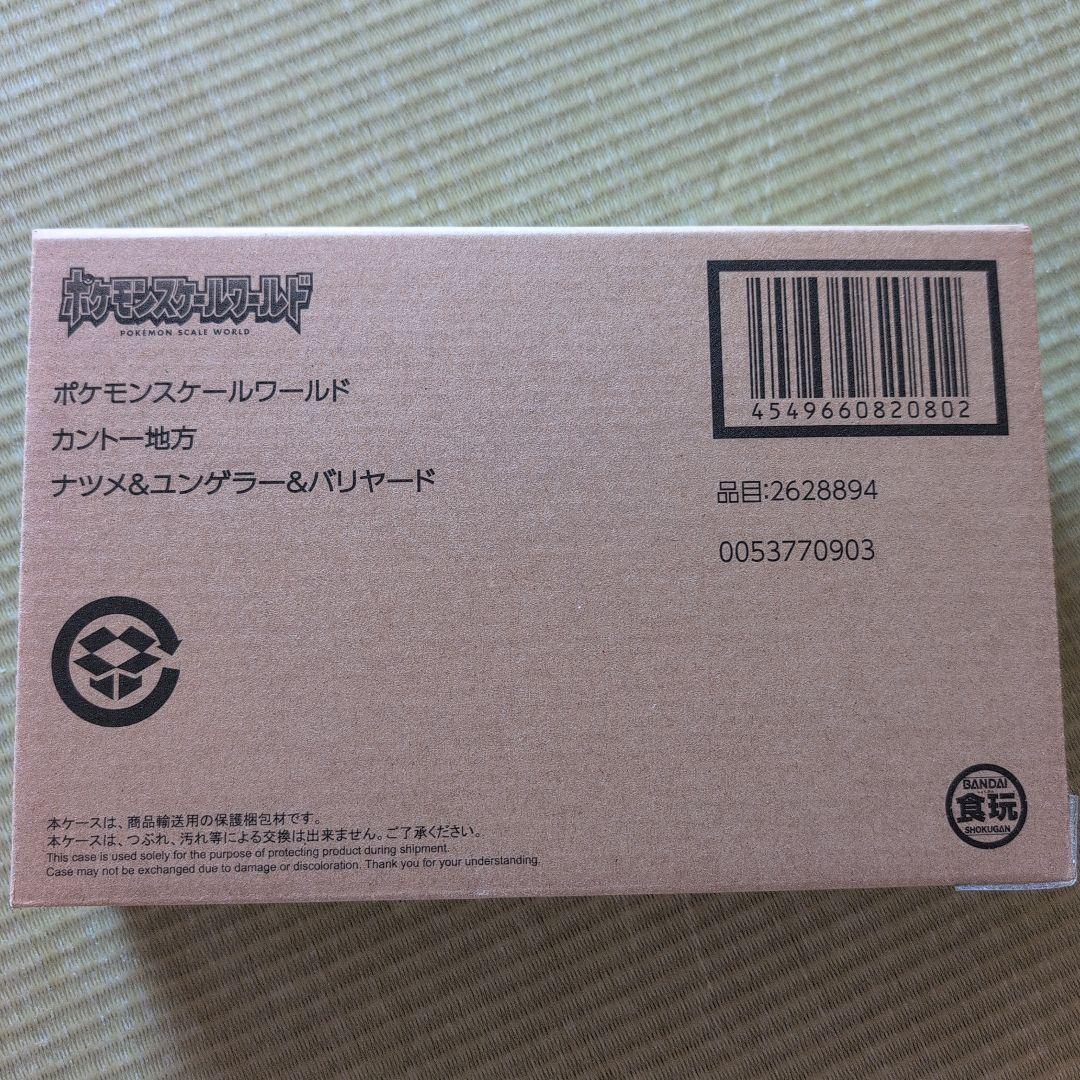 ポケモンスケールワールド
POKÉMON SCALE WORLD
ポケモンスケールワールド
カントー地方
ナツメ&ユンゲラー&バリヤード
4549660820802
品目:2628894
0053770903
本ケースは、商品輸送用の保護梱包材です。
本ケースは、つぶれ、汚れ等による交換は出来ません。ご了承ください。
This case is used solely for the purpose of protecting product during shipment.
Case may not be exchanged due to damage or discoloration. Thank you for your understanding.
BANDAI
食玩
SHOKUGAN